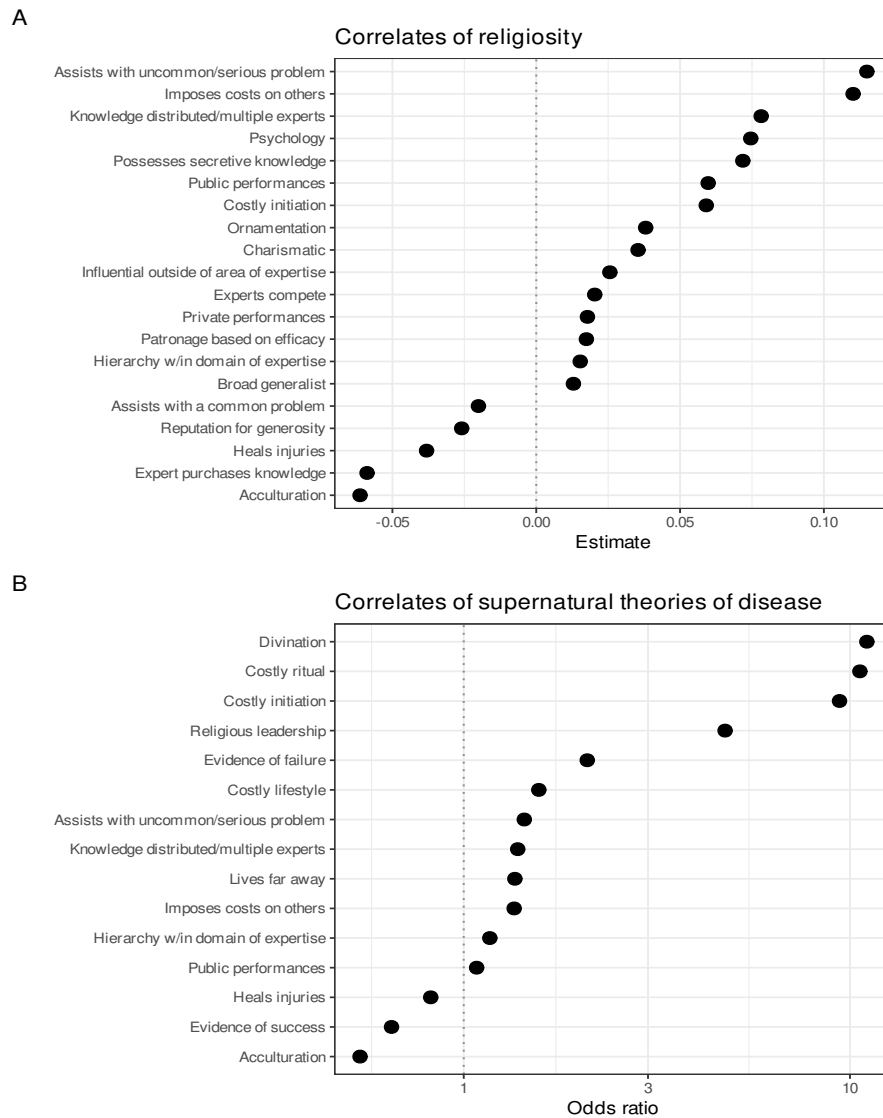 A
Correlates of religiosity
Assists with uncommon/serious problem
Imposes costs on others
Knowledge distributed/multiple experts
Psychology
Possesses secretive knowledge
Public performances
Costly initiation
Ornamentation
Charismatic
Influential outside of area of expertise
Experts compete
Private performances
Patronage based on efficacy
Hierarchy w/in domain of expertise
Broad generalist
Assists with a common problem
Reputation for generosity
Heals injuries
Expert purchases knowledge
Acculturation
-0.05 0.00 0.05 0.10
Estimate
B
Correlates of supernatural theories of disease
Divination
Costly ritual
Costly initiation
Religious leadership
Evidence of failure
Costly lifestyle
Assists with uncommon/serious problem
Knowledge distributed/multiple experts
Lives far away
Imposes costs on others
Hierarchy w/in domain of expertise
Public performances
Heals injuries
Evidence of success
Acculturation
1 3 10
Odds ratio